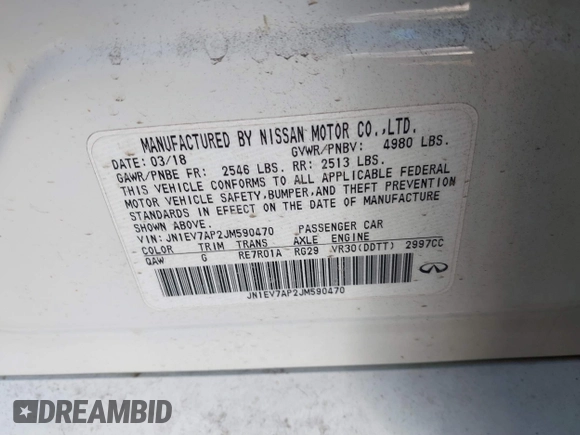 MANUFACTURED BY NISSAN MOTOR CO.,LTD.
DATE: 03/18 GVWR/PNBV: 4980 LBS.
GAWR/PNBE FR: 2546 LBS. RR: 2513 LBS.
THIS VEHICLE CONFORMS TO ALL APPLICABLE FEDERAL
MOTOR VEHICLE SAFETY,BUMPER,AND THEFT PREVENTION
STANDARDS IN EFFECT ON THE DATE OF MANUFACTURE
SHOWN ABOVE.
VIN: JN1EV7AP2JM590470 PASSENGER CAR
COLOR TRIM TRANS AXLE ENGINE
QAW G RE7R01A RG29 VR30(DDTT) 2997CC
JN1EV7AP2JM590470
DREAMBID